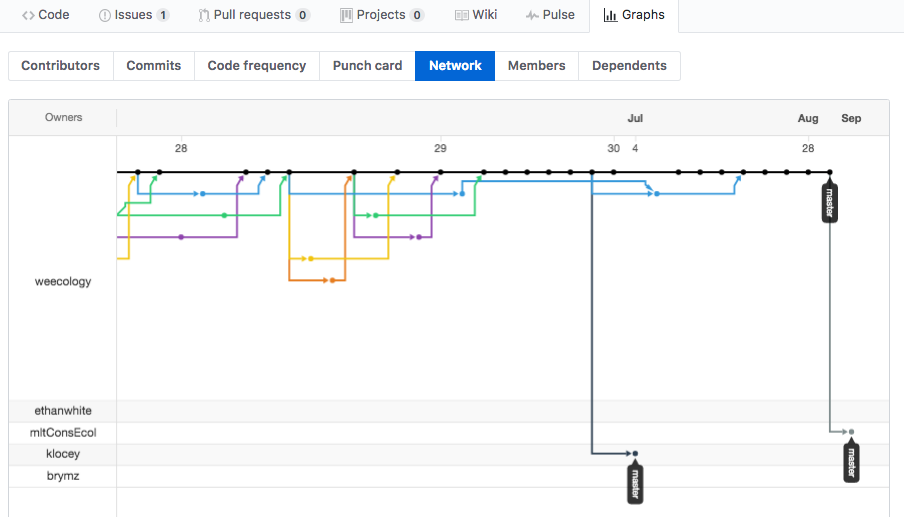 Code Issues 1 Pull requests 0 Projects 0 Wiki Pulse Graphs
Contributors Commits Code frequency Punch card Network Members Dependents
Owners Jul Aug Sep
28 29 30 4 28
master
weecology
ethanwhite
mltConsEcol
klocey
master
brymz
master